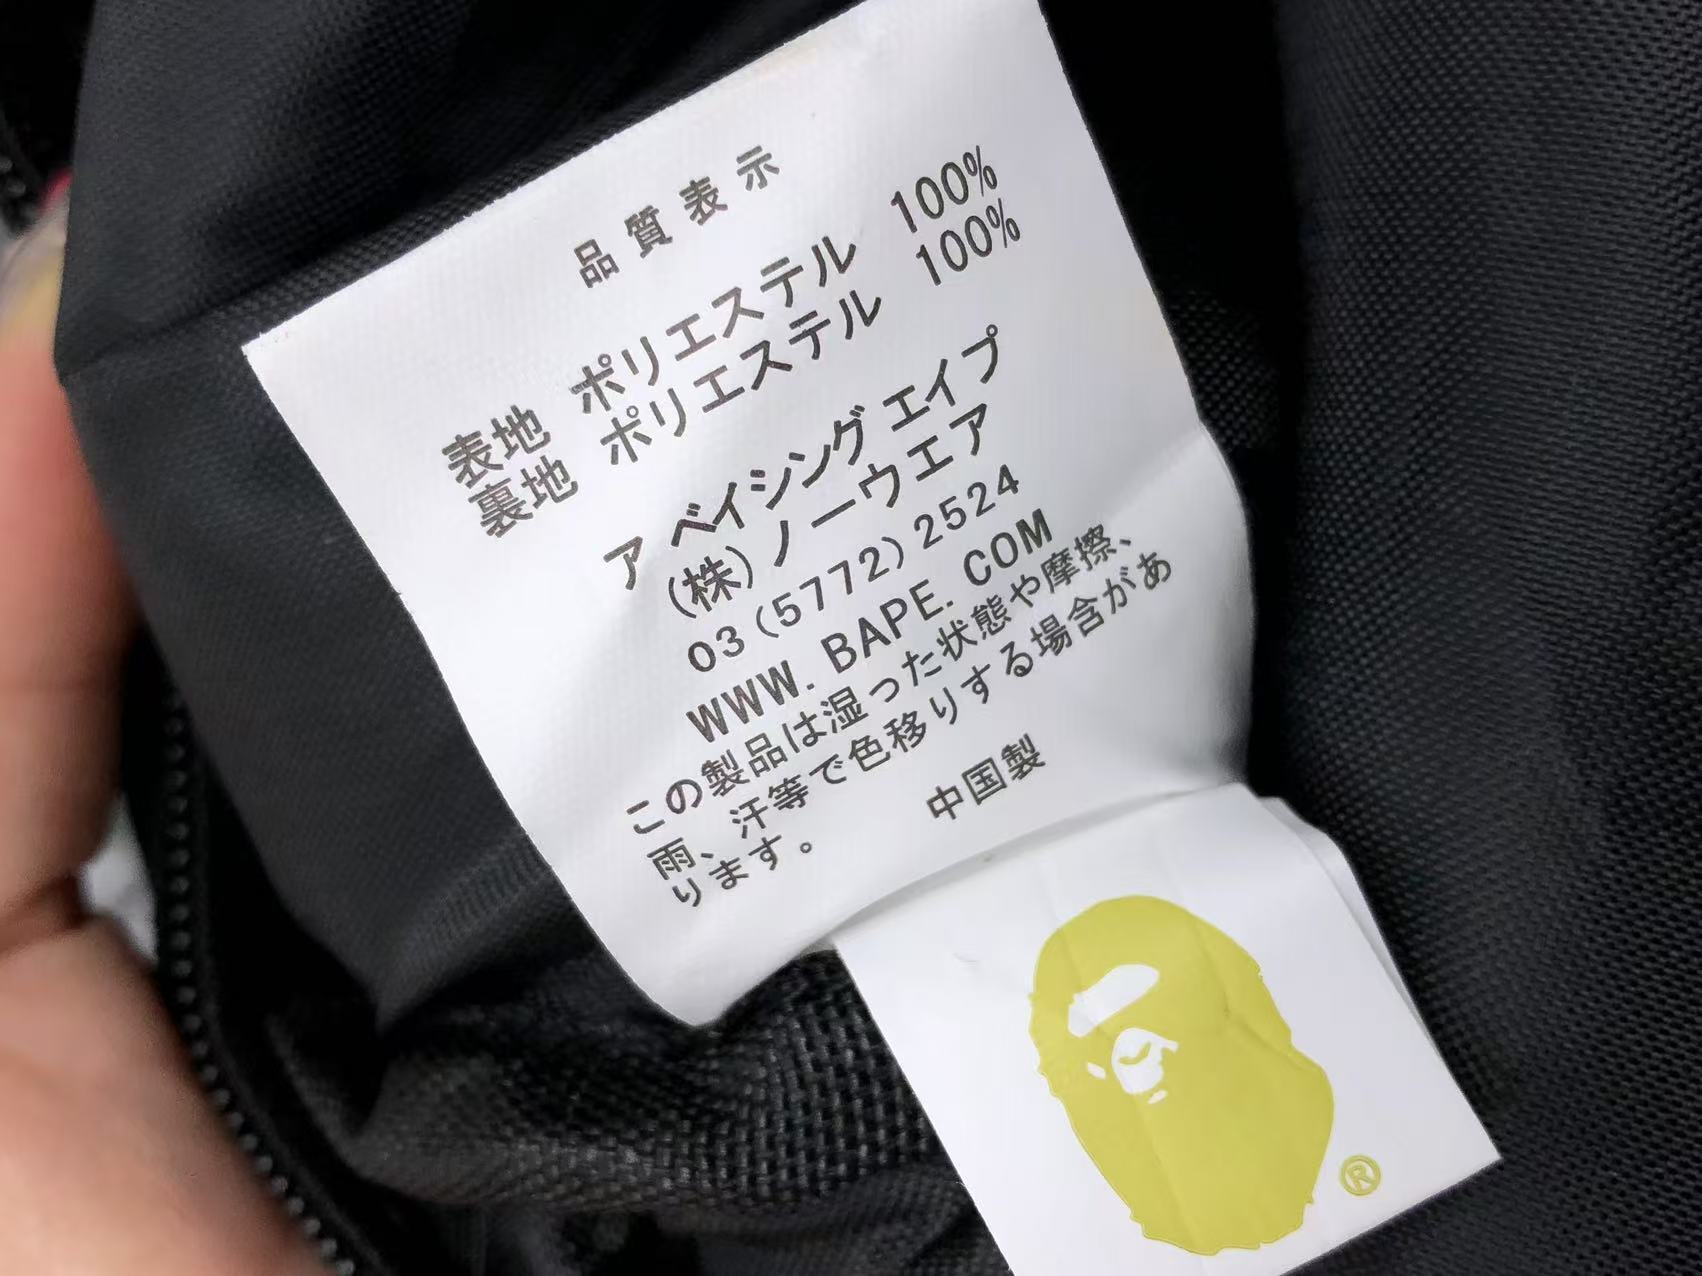 品質表示
表地 ポリエステル 100%
裏地 ポリエステル 100%
ア ベイシング エイプ
(株)ノーウエア
03(5772)2524
WWW. BAPE. COM
この製品は湿った状態や摩擦、
雨、汗等で色移りする場含があ
ります。
中国製
®